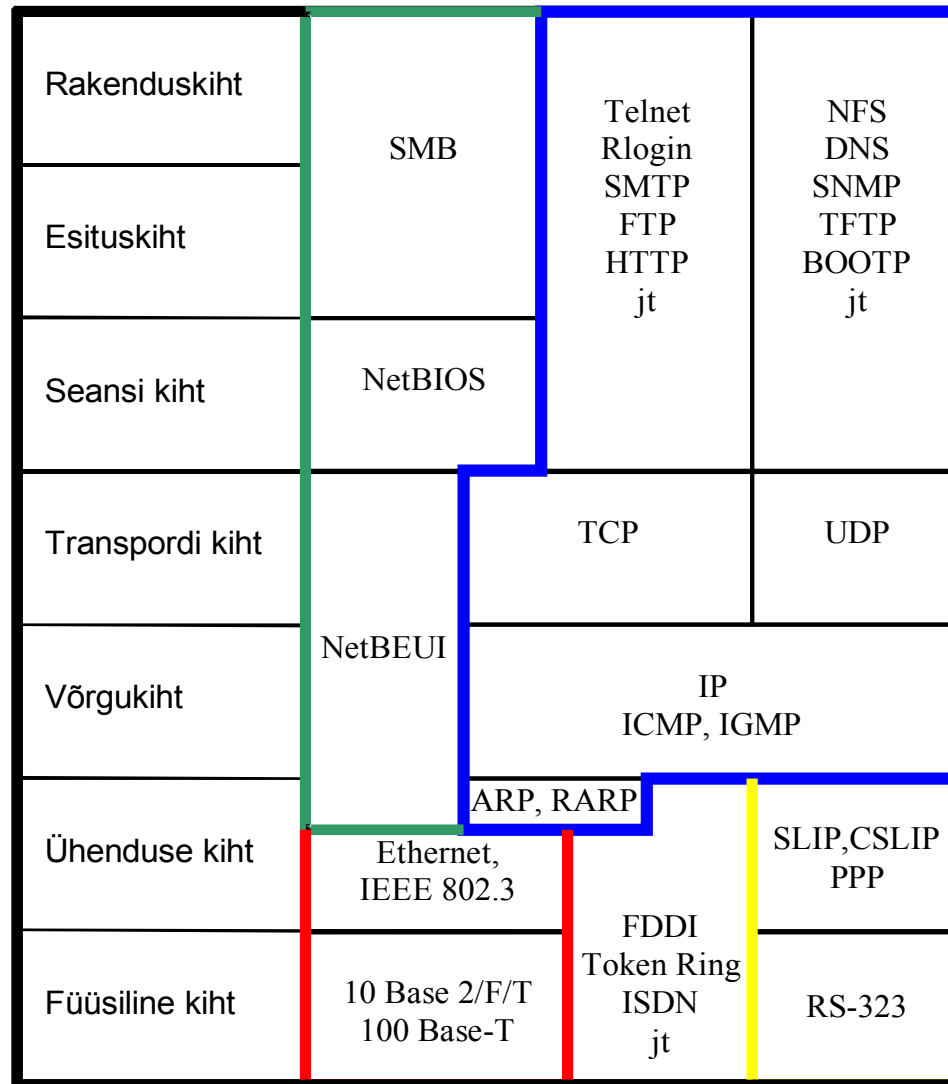 Rakenduskiht
Esituskiht
Seansi kiht
Transpordi kiht
Võrgukiht
Ühenduse kiht
Füüsiline kiht
SMB
NetBIOS
NetBEUI
Ethernet,
IEEE 802.3
10 Base 2/F/T
100 Base-T
Telnet
Rlogin
SMTP
FTP
HTTP
jt
NFS
DNS
SNMP
TFTP
BOOTP
jt
TCP
UDP
IP
ICMP, IGMP
ARP, RARP
FDDI
Token Ring
ISDN
jt
SLIP,CSLIP
PPP
RS-323